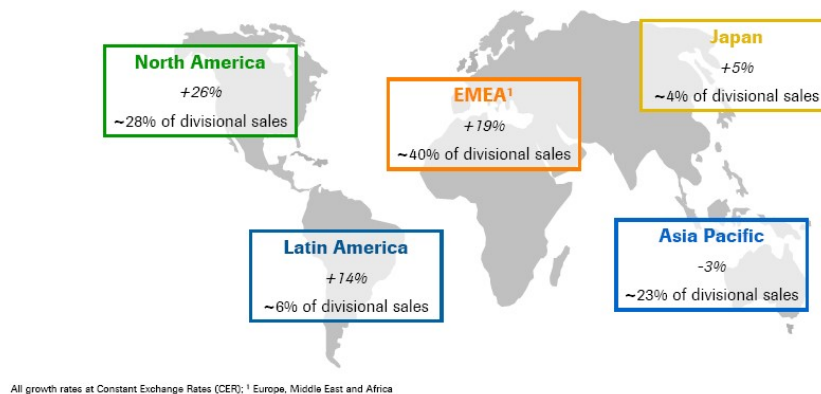 North America
+26%
~28% of divisional sales
EMEA¹
+19%
~40% of divisional sales
Japan
+5%
~4% of divisional sales
Latin America
+14%
~6% of divisional sales
Asia Pacific
-3%
~23% of divisional sales
All growth rates at Constant Exchange Rates (CER); ¹ Europe, Middle East and Africa